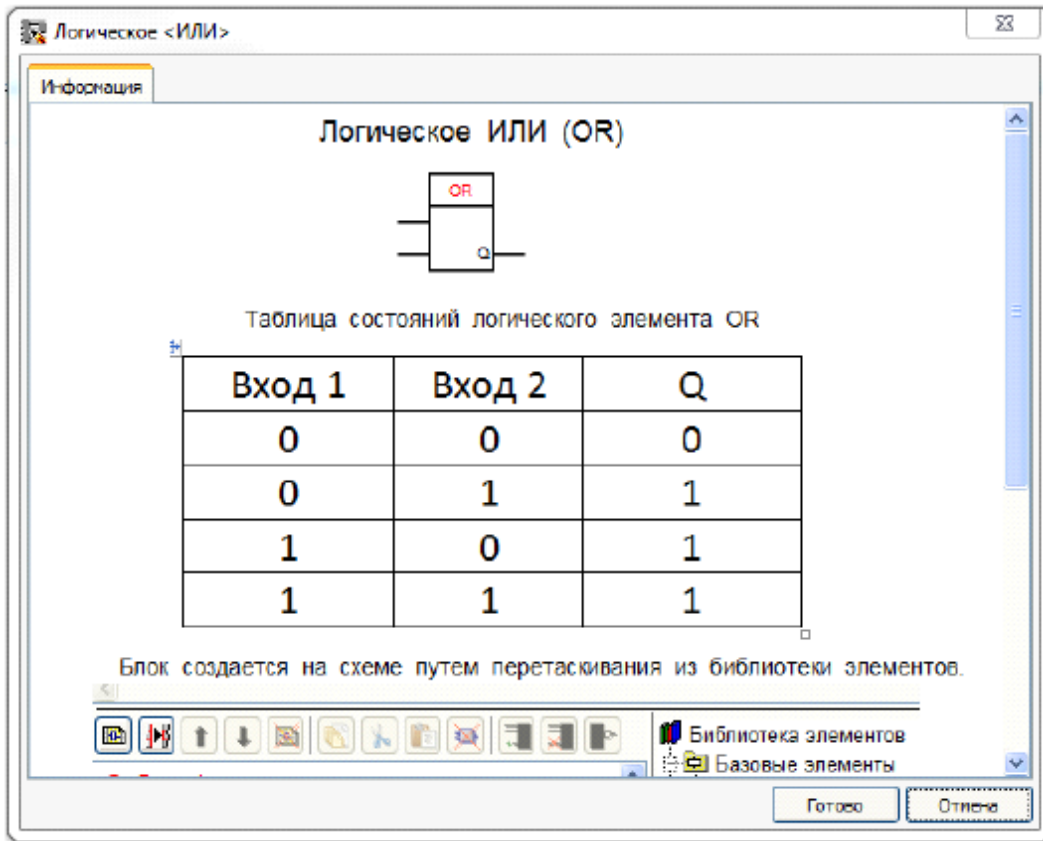 Логическое <ИЛИ>
Информация
Логическое ИЛИ (OR)
OR
Q
Таблица состояний логического элемента OR
Вход 1 Вход 2 Q
0 0 0
0 1 1
1 0 1
1 1 1
Блок создается на схеме путем перетаскивания из библиотеки элементов.
Библиотека элементов
Базовые элементы
Готово Отмена